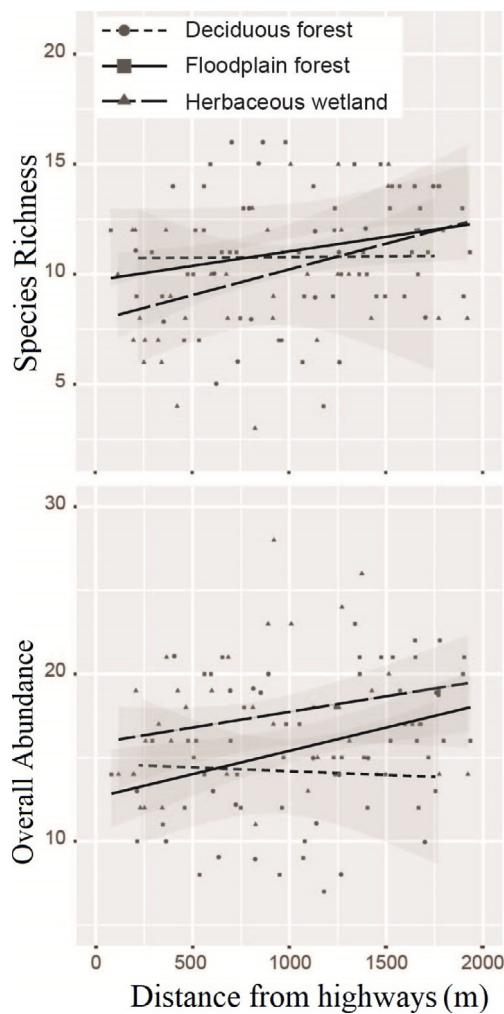 20
Deciduous forest
Floodplain forest
Herbaceous wetland
15
10
5
Species Richness
30
20
10
Overall Abundance
0 500 1000 1500 2000
Distance from highways (m)